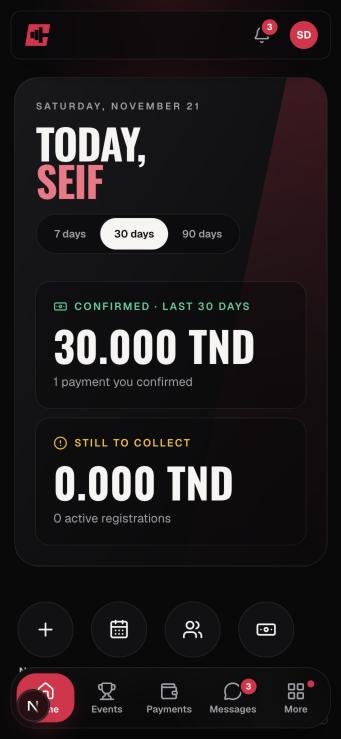 3
SD
SATURDAY, NOVEMBER 21
TODAY,
SEIF
7 days 30 days 90 days
CONFIRMED · LAST 30 DAYS
30.000 TND
1 payment you confirmed
STILL TO COLLECT
0.000 TND
0 active registrations
N
3
Events Payments Messages More